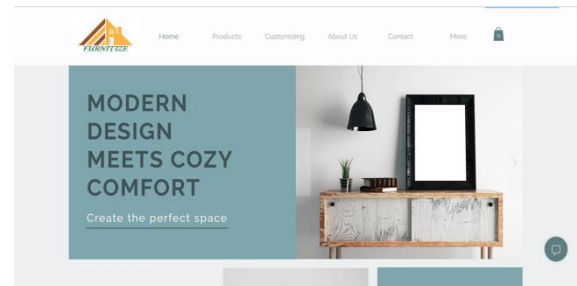 FURNITIZE
Home Products Customizing About Us Contact More 0
MODERN
DESIGN
MEETS COZY
COMFORT
Create the perfect space